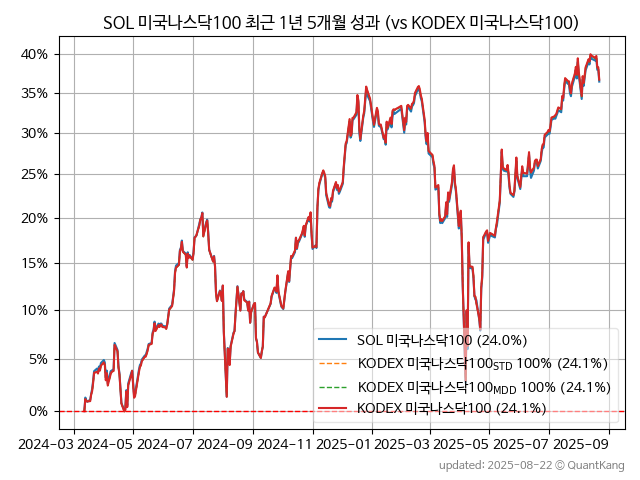 SOL 미국나스닥100 최근 1년 5개월 성과 (vs KODEX 미국나스닥100)
40%
35%
30%
25%
20%
15%
10%
5%
0%
SOL 미국나스닥100 (24.0%)
KODEX 미국나스닥100STD 100% (24.1%)
KODEX 미국나스닥100MDD 100% (24.1%)
KODEX 미국나스닥100 (24.1%)
2024-03 2024-05 2024-07 2024-09 2024-11 2025-01 2025-03 2025-05 2025-07 2025-09
updated: 2025-08-22 © QuantKang